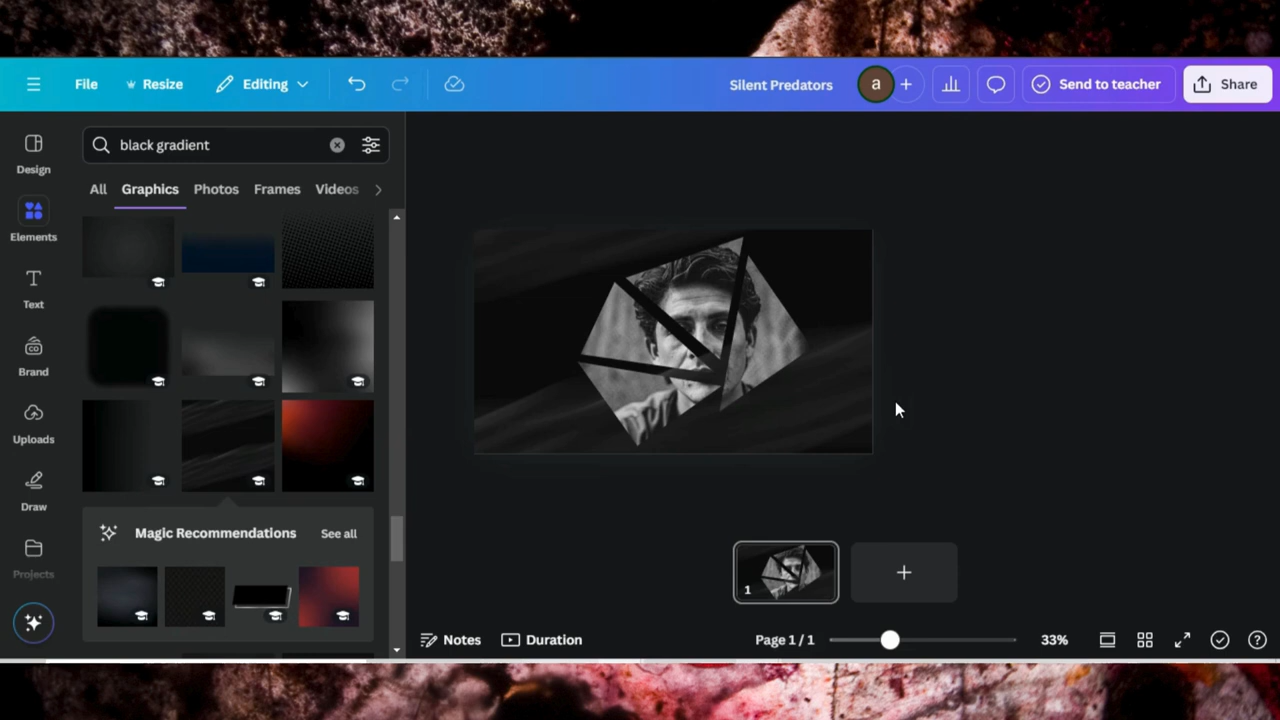 File
Resize
Editing
Silent Predators
a
Send to teacher
Share
black gradient
Design
All
Graphics
Photos
Frames
Videos
Elements
Text
Brand
Uploads
Draw
Projects
Magic Recommendations
See all
1
Notes
Duration
Page 1 / 1
33%